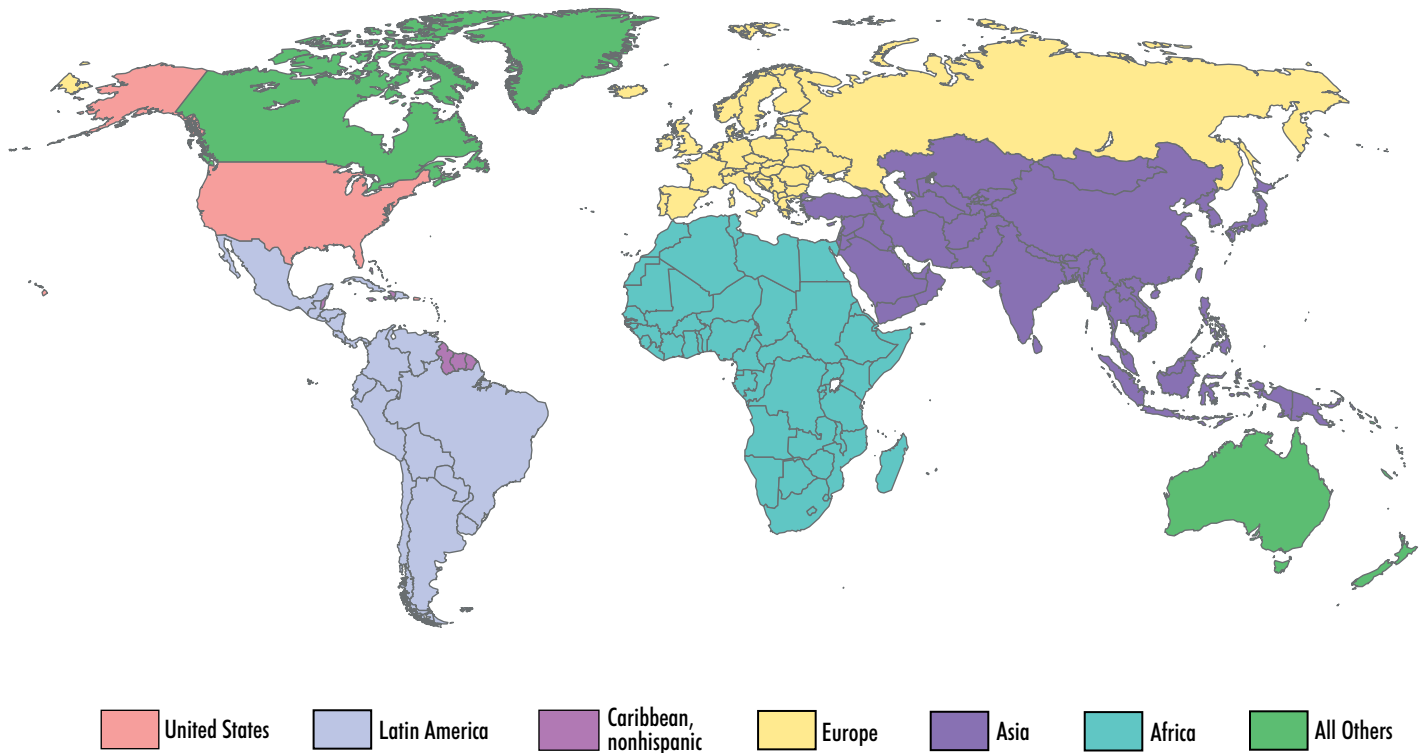 United States
Latin America
Caribbean,
nonhispanic
Europe
Asia
Africa
All Others